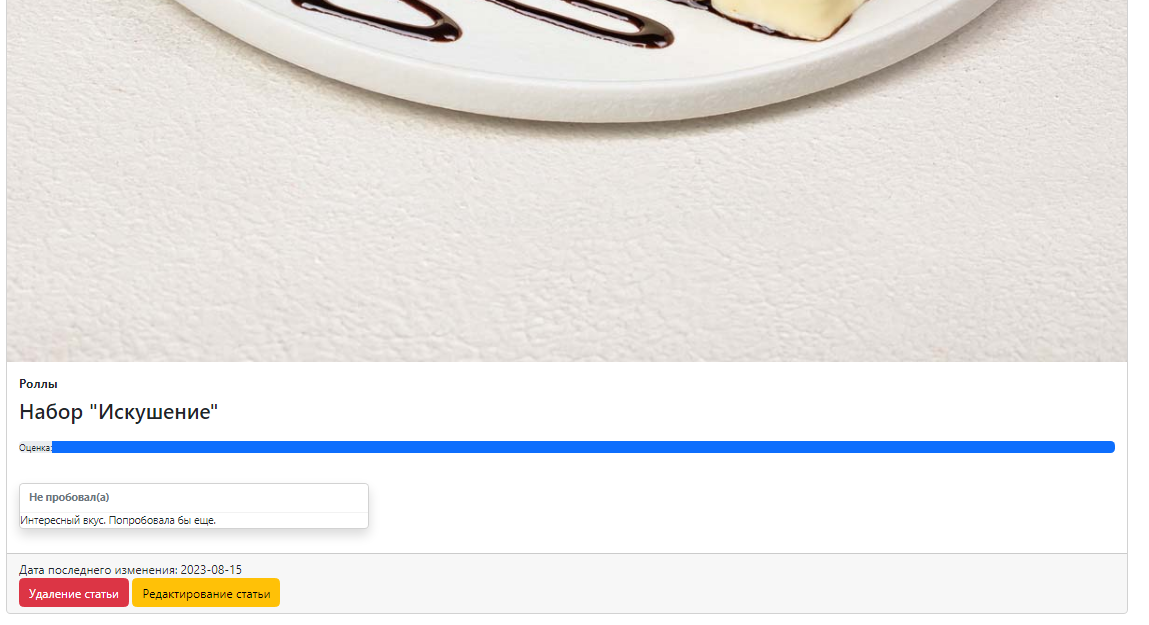 Роллы
Набор "Искушение"
Оценка:
Не пробовал(а)
Интересный вкус. Попробовала бы еще.
Дата последнего изменения: 2023-08-15
Удаление статьи Редактирование статьи